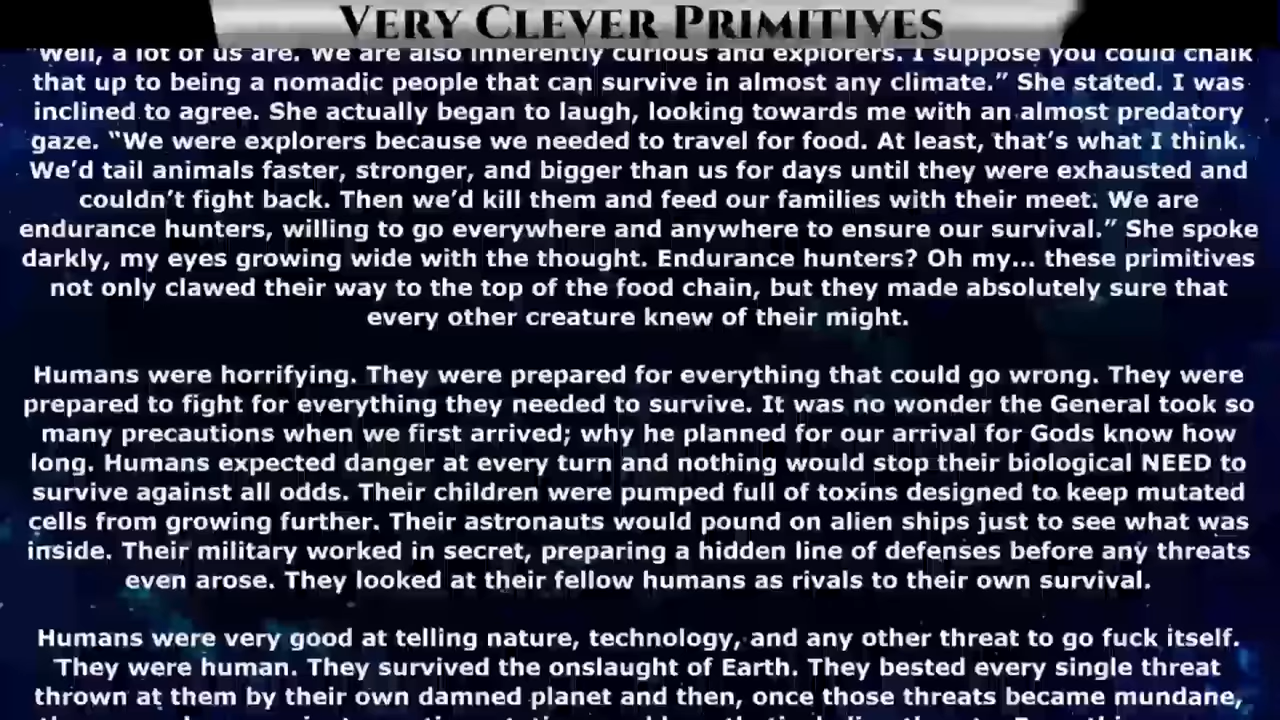 VERY CLEVER PRIMITIVES
"Well, a lot of us are. We are also inherently curious and explorers. I suppose you could chalk
that up to being a nomadic people that can survive in almost any climate.” She stated. I was
inclined to agree. She actually began to laugh, looking towards me with an almost predatory
gaze. “We were explorers because we needed to travel for food. At least, that’s what I think.
We’d tail animals faster, stronger, and bigger than us for days until they were exhausted and
couldn’t fight back. Then we’d kill them and feed our families with their meet. We are
endurance hunters, willing to go everywhere and anywhere to ensure our survival.” She spoke
darkly, my eyes growing wide with the thought. Endurance hunters? Oh my... these primitives
not only clawed their way to the top of the food chain, but they made absolutely sure that
every other creature knew of their might.
Humans were horrifying. They were prepared for everything that could go wrong. They were
prepared to fight for everything they needed to survive. It was no wonder the General took so
many precautions when we first arrived; why he planned for our arrival for Gods know how
long. Humans expected danger at every turn and nothing would stop their biological NEED to
survive against all odds. Their children were pumped full of toxins designed to keep mutated
cells from growing further. Their astronauts would pound on alien ships just to see what was
inside. Their military worked in secret, preparing a hidden line of defenses before any threats
even arose. They looked at their fellow humans as rivals to their own survival.
Humans were very good at telling nature, technology, and any other threat to go fuck itself.
They were human. They survived the onslaught of Earth. They bested every single threat
thrown at them by their own damned planet and then, once those threats became mundane,